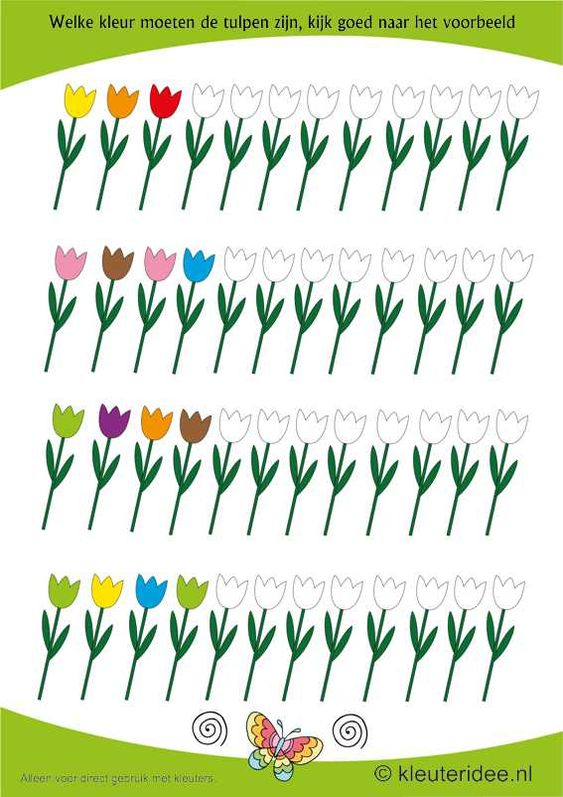 Welke kleur moeten de tulpen zijn, kijk goed naar het voorbeeld
Alleen voor direct gebruik met kleuters.
© kleuteridee.nl